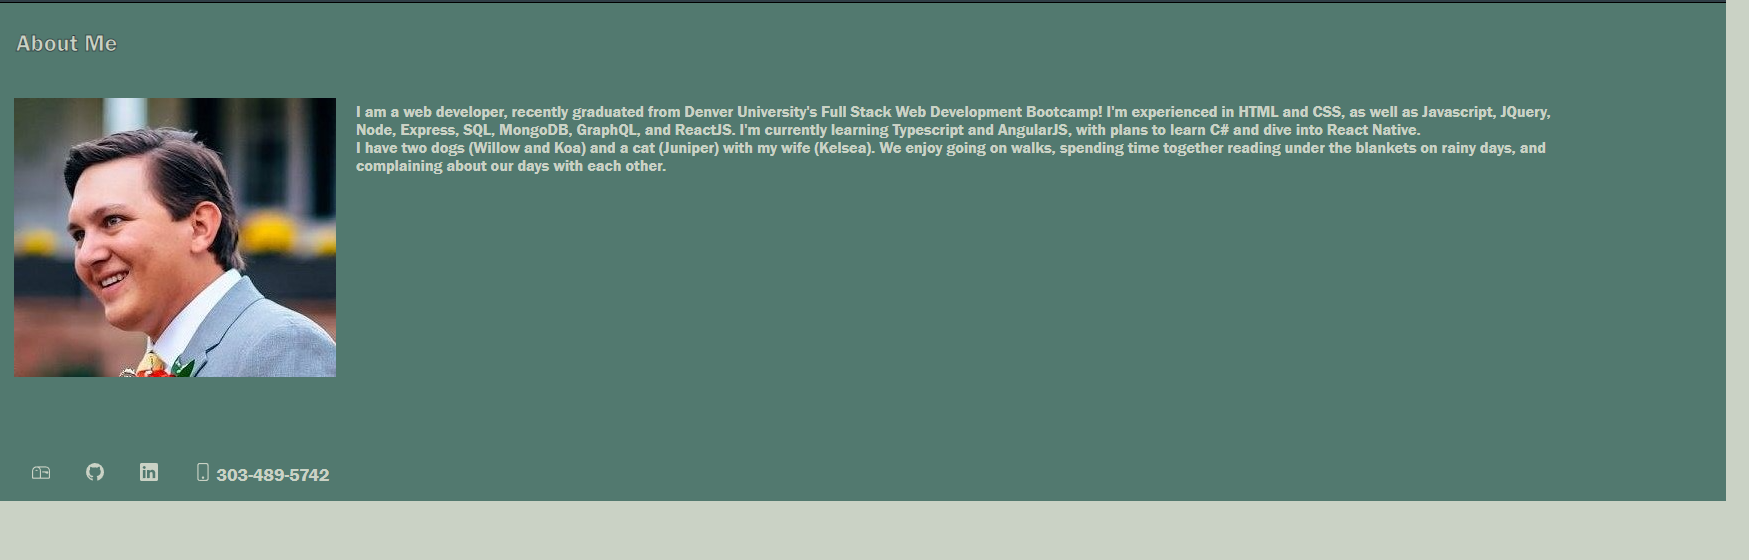 About Me
I am a web developer, recently graduated from Denver University's Full Stack Web Development Bootcamp! I'm experienced in HTML and CSS, as well as Javascript, JQuery,
Node, Express, SQL, MongoDB, GraphQL, and ReactJS. I'm currently learning Typescript and AngularJS, with plans to learn C# and dive into React Native.
I have two dogs (Willow and Koa) and a cat (Juniper) with my wife (Kelsea). We enjoy going on walks, spending time together reading under the blankets on rainy days, and
complaining about our days with each other.
in 303-489-5742